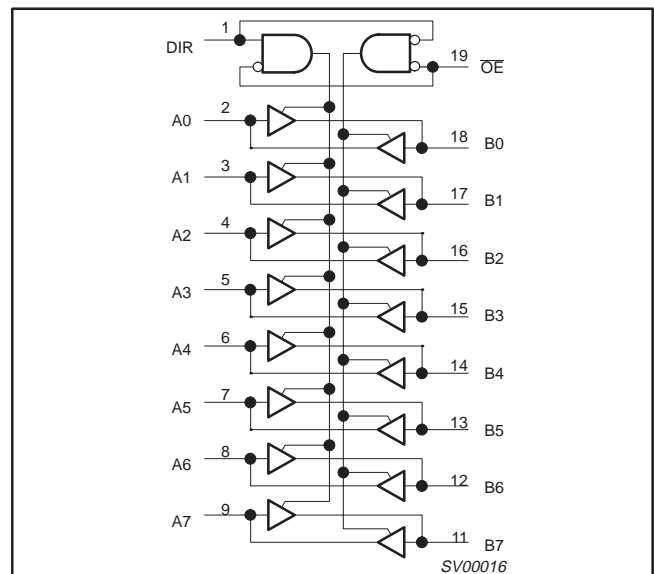 DIR 1
19 OE
A0 2
18 B0
A1 3
17 B1
A2 4
16 B2
A3 5
15 B3
A4 6
14 B4
A5 7
13 B5
A6 8
12 B6
A7 9
11 B7
SV00016